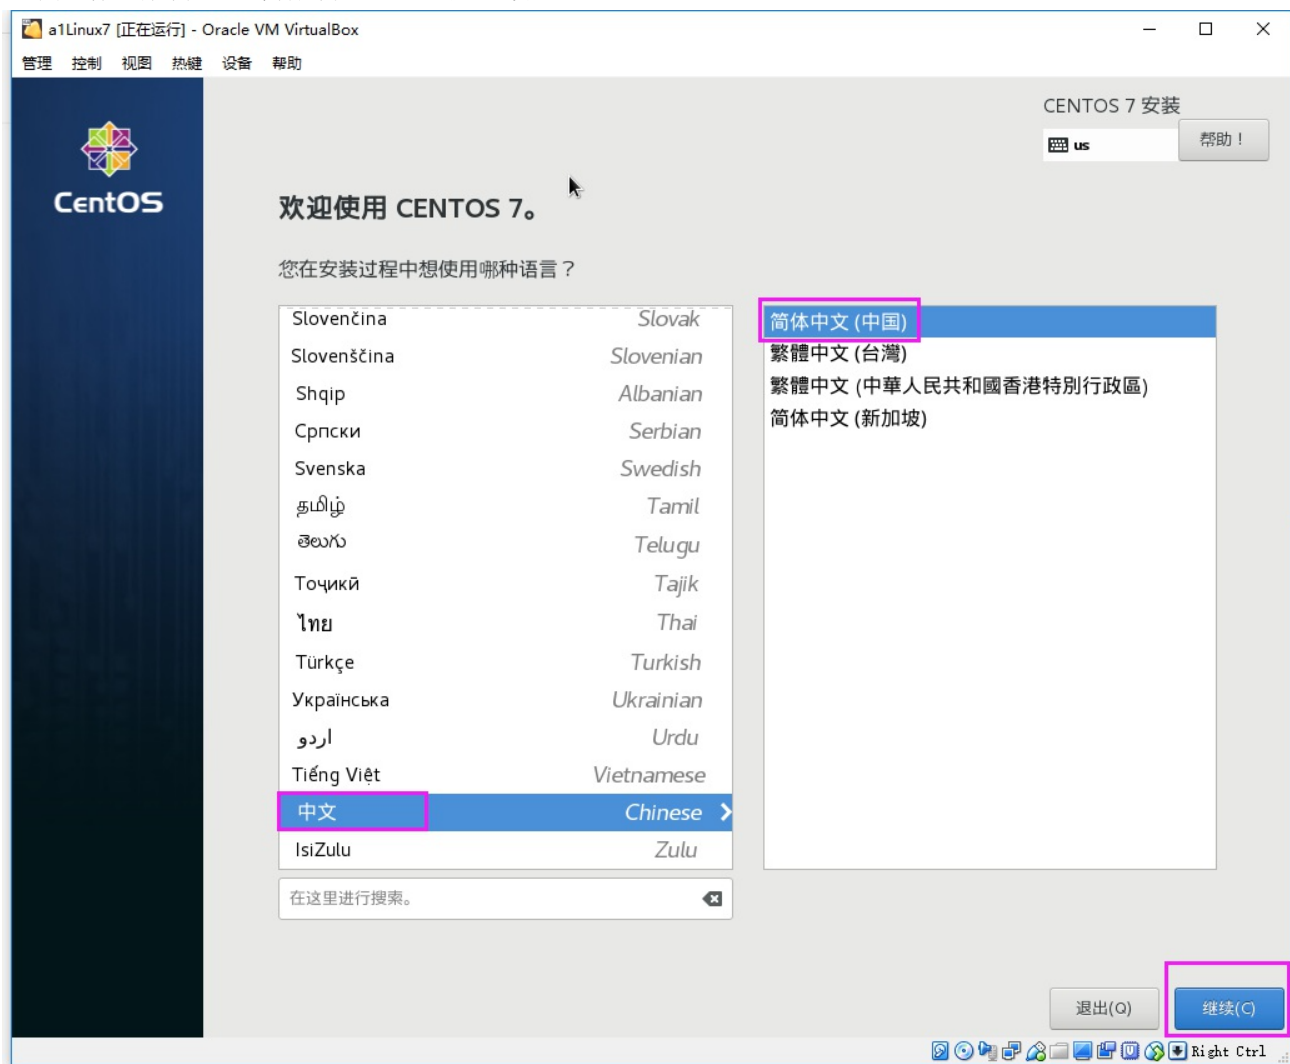 a1Linux7 [正在运行] - Oracle VM VirtualBox
管理 控制 视图 热键 设备 帮助
CentOS
CENTOS 7 安装
us
帮助！
欢迎使用 CENTOS 7。
您在安装过程中想使用哪种语言？
Slovenčina Slovak
Slovenščina Slovenian
Shqip Albanian
Српски Serbian
Svenska Swedish
தமிழ் Tamil
తెలుగు Telugu
Тоҷикӣ Tajik
ไทย Thai
Türkçe Turkish
Українська Ukrainian
اردو Urdu
Tiếng Việt Vietnamese
中文 Chinese
IsiZulu Zulu
在这里进行搜索。
简体中文 (中国)
繁體中文 (台灣)
繁體中文 (中華人民共和國香港特別行政區)
简体中文 (新加坡)
退出(Q)
继续(C)
Right Ctrl